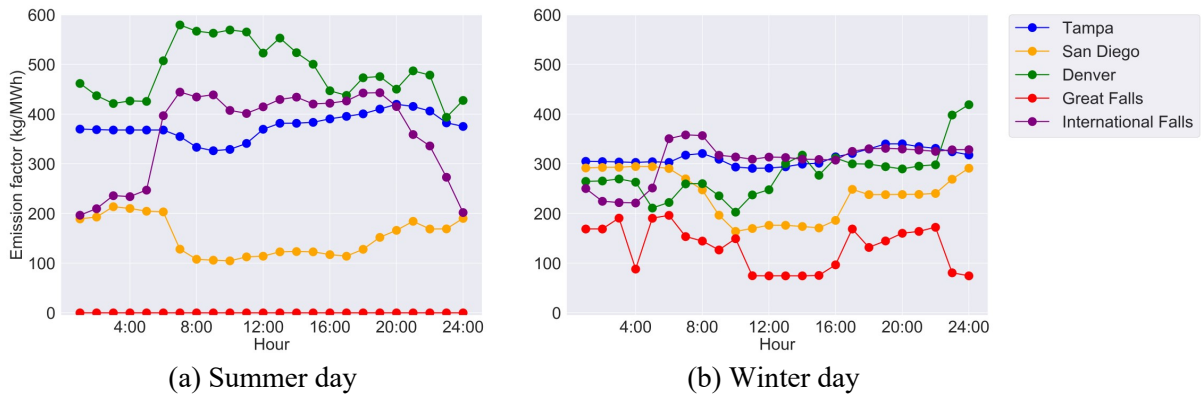 600
500
400
300
200
100
0
Emission factor (kg/MWh)
4:00 8:00 12:00 16:00 20:00 24:00
Hour
(a) Summer day
600
500
400
300
200
100
0
4:00 8:00 12:00 16:00 20:00 24:00
Hour
(b) Winter day
Tampa
San Diego
Denver
Great Falls
International Falls